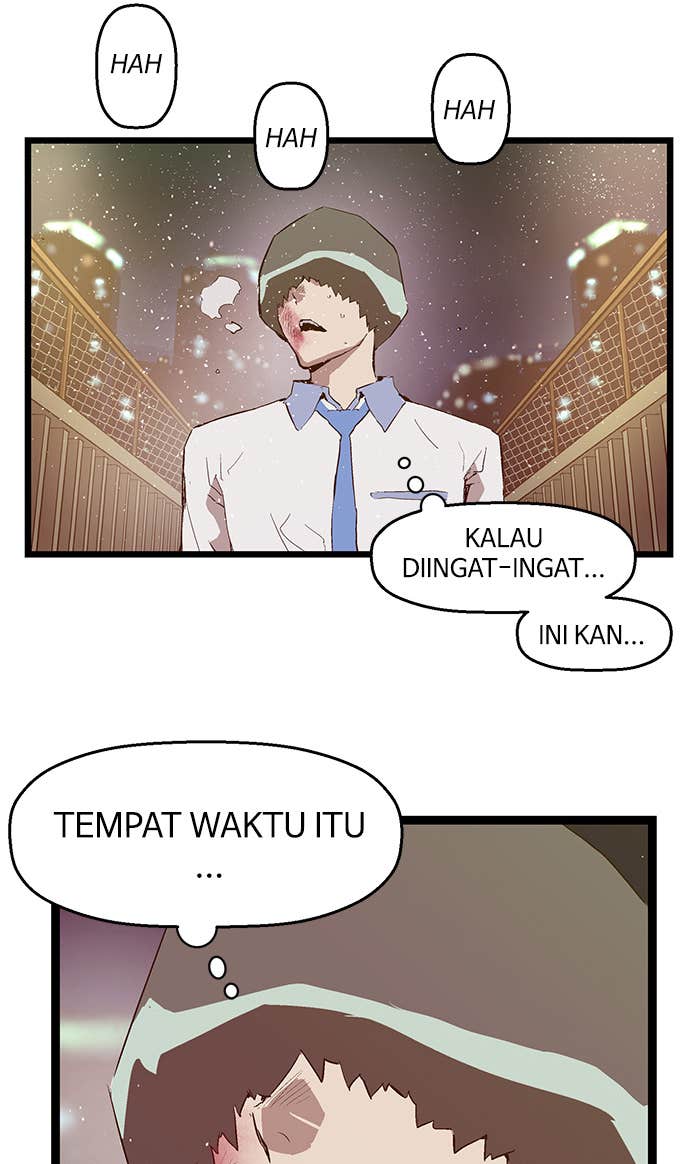 HAH
HAH
HAH
KALAU
DIINGAT-INGAT...
INI KAN...
TEMPAT WAKTU ITU
...